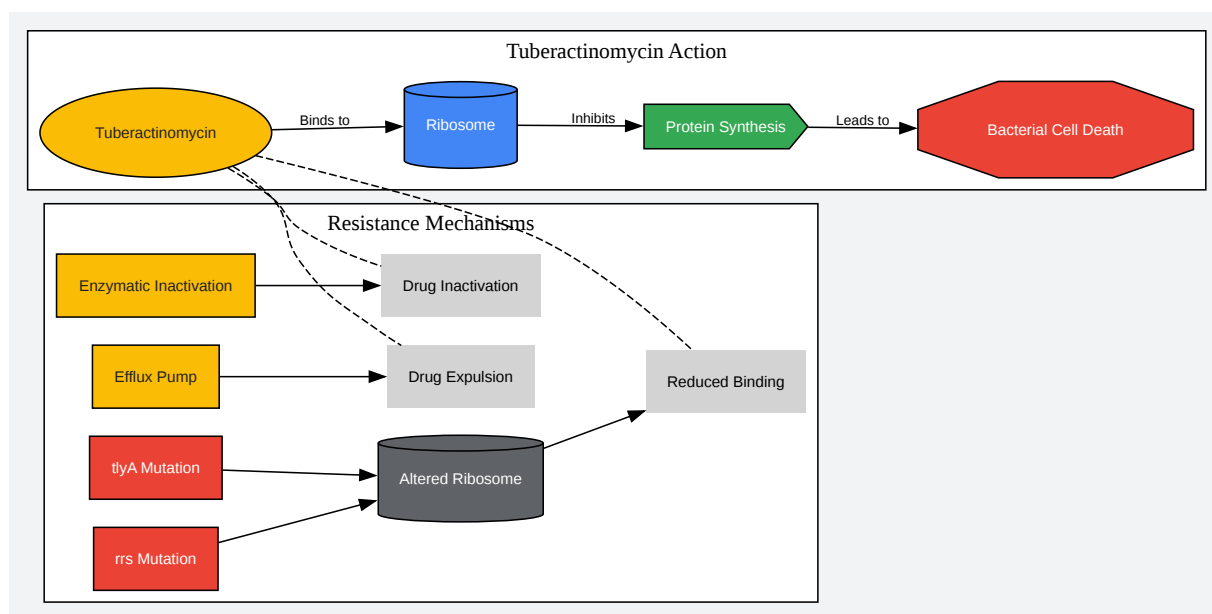 Tuberactinomycin Action
Tuberactinomycin
Binds to
Ribosome
Inhibits
Protein Synthesis
Leads to
Bacterial Cell Death
Resistance Mechanisms
Enzymatic Inactivation
Drug Inactivation
Efflux Pump
Drug Expulsion
Reduced Binding
tlyA Mutation
Altered Ribosome
rrs Mutation